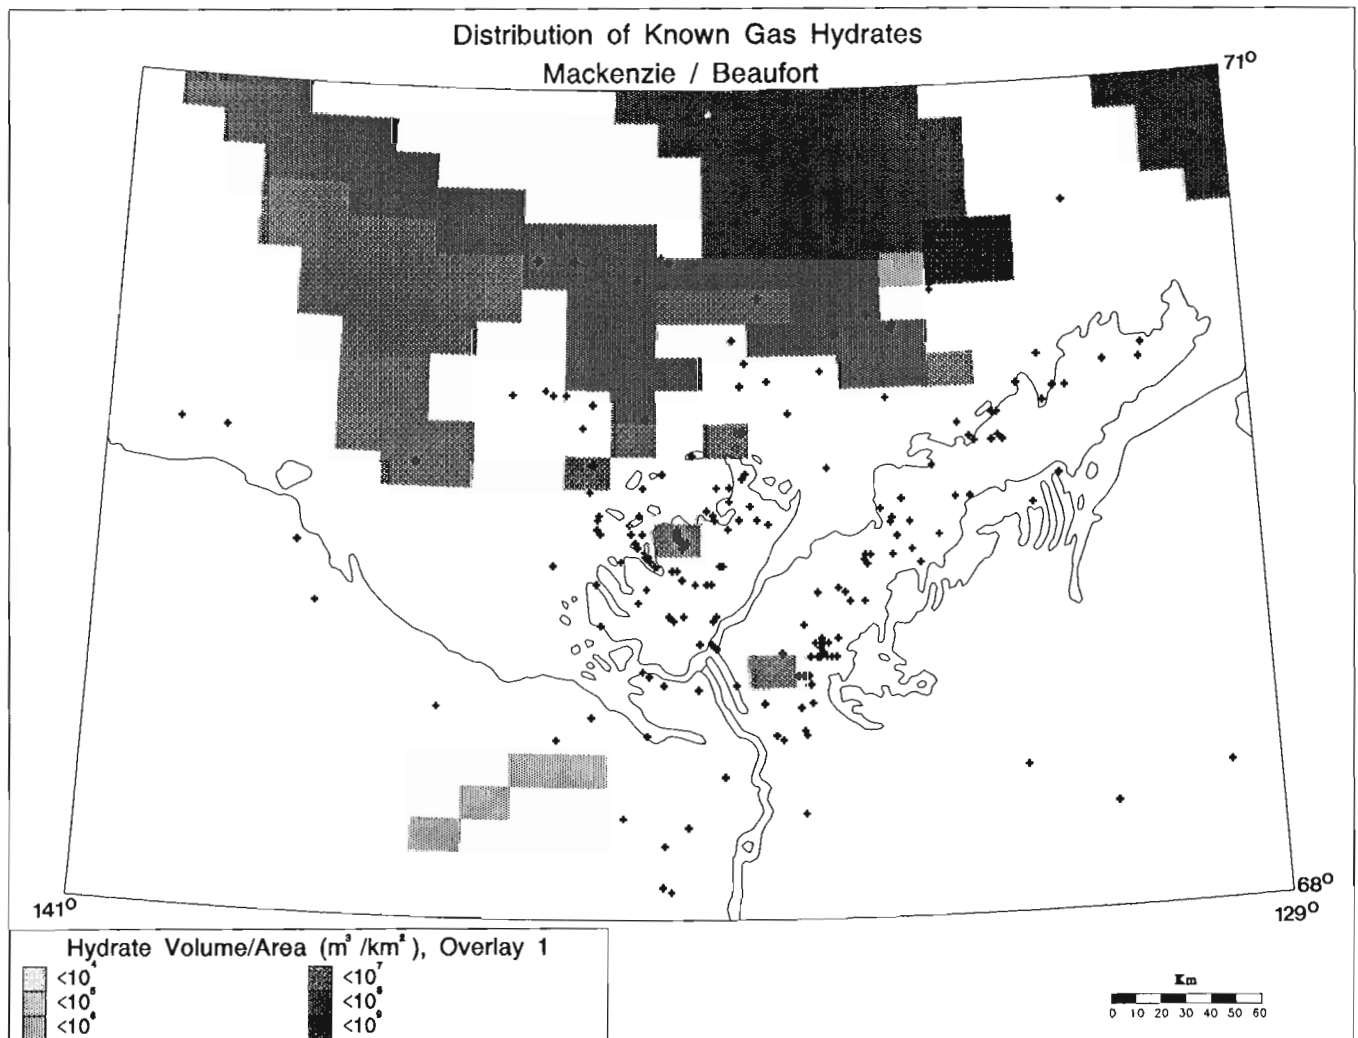 Distribution of Known Gas Hydrates
Mackenzie / Beaufort
71°
141°
68°
129°
Hydrate Volume/Area (m³/km²), Overlay 1
<10⁴
<10⁵
<10⁶
<10⁷
<10⁸
<10⁹
Km
0 10 20 30 40 50 60